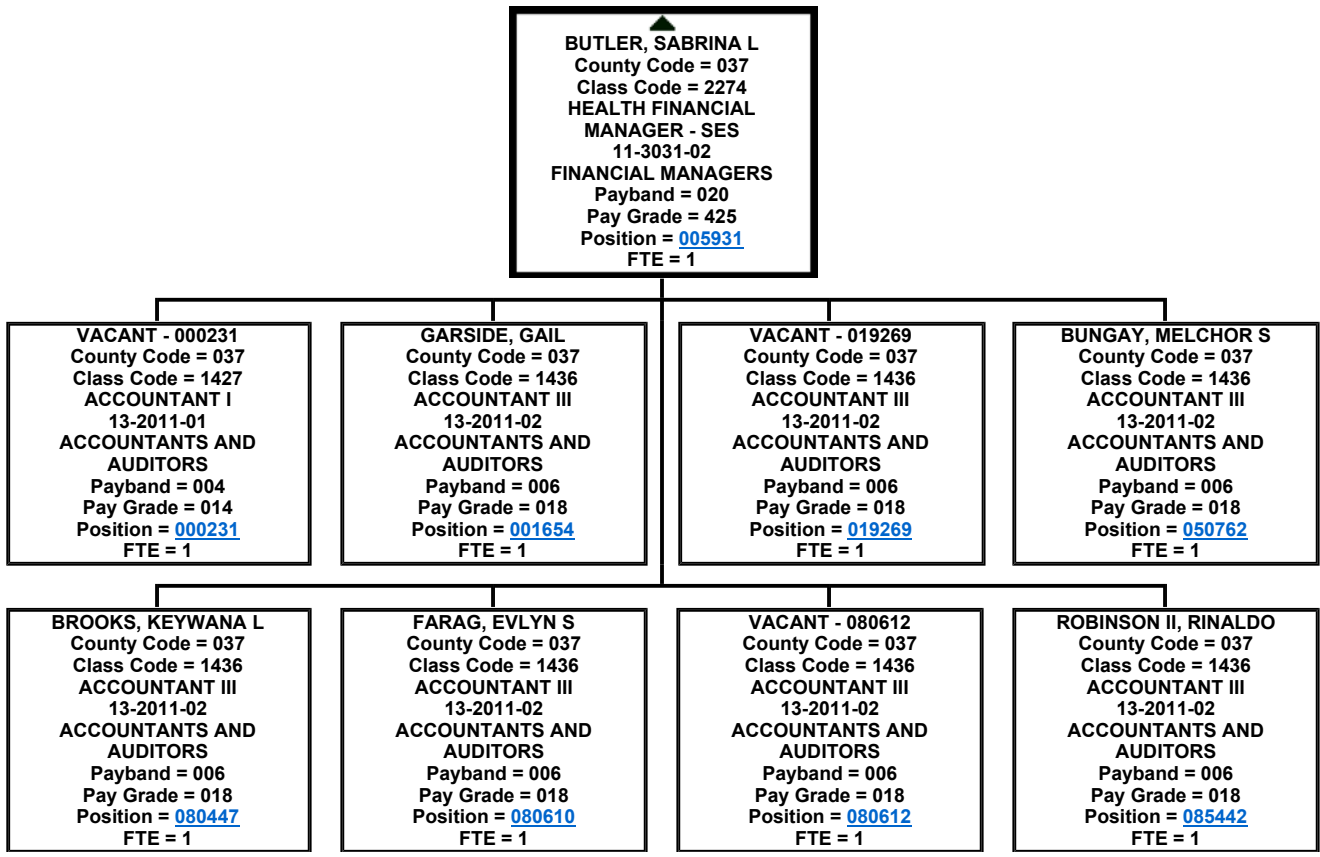 BUTLER, SABRINA L
County Code = 037
Class Code = 2274
HEALTH FINANCIAL
MANAGER - SES
11-3031-02
FINANCIAL MANAGERS
Payband = 020
Pay Grade = 425
Position = 005931
FTE = 1
VACANT - 000231
County Code = 037
Class Code = 1427
ACCOUNTANT I
13-2011-01
ACCOUNTANTS AND
AUDITORS
Payband = 004
Pay Grade = 014
Position = 000231
FTE = 1
GARSIDE, GAIL
County Code = 037
Class Code = 1436
ACCOUNTANT III
13-2011-02
ACCOUNTANTS AND
AUDITORS
Payband = 006
Pay Grade = 018
Position = 001654
FTE = 1
VACANT - 019269
County Code = 037
Class Code = 1436
ACCOUNTANT III
13-2011-02
ACCOUNTANTS AND
AUDITORS
Payband = 006
Pay Grade = 018
Position = 019269
FTE = 1
BUNGAY, MELCHOR S
County Code = 037
Class Code = 1436
ACCOUNTANT III
13-2011-02
ACCOUNTANTS AND
AUDITORS
Payband = 006
Pay Grade = 018
Position = 050762
FTE = 1
BROOKS, KEYWANA L
County Code = 037
Class Code = 1436
ACCOUNTANT III
13-2011-02
ACCOUNTANTS AND
AUDITORS
Payband = 006
Pay Grade = 018
Position = 080447
FTE = 1
FARAG, EVLYN S
County Code = 037
Class Code = 1436
ACCOUNTANT III
13-2011-02
ACCOUNTANTS AND
AUDITORS
Payband = 006
Pay Grade = 018
Position = 080610
FTE = 1
VACANT - 080612
County Code = 037
Class Code = 1436
ACCOUNTANT III
13-2011-02
ACCOUNTANTS AND
AUDITORS
Payband = 006
Pay Grade = 018
Position = 080612
FTE = 1
ROBINSON II, RINALDO
County Code = 037
Class Code = 1436
ACCOUNTANT III
13-2011-02
ACCOUNTANTS AND
AUDITORS
Payband = 006
Pay Grade = 018
Position = 085442
FTE = 1